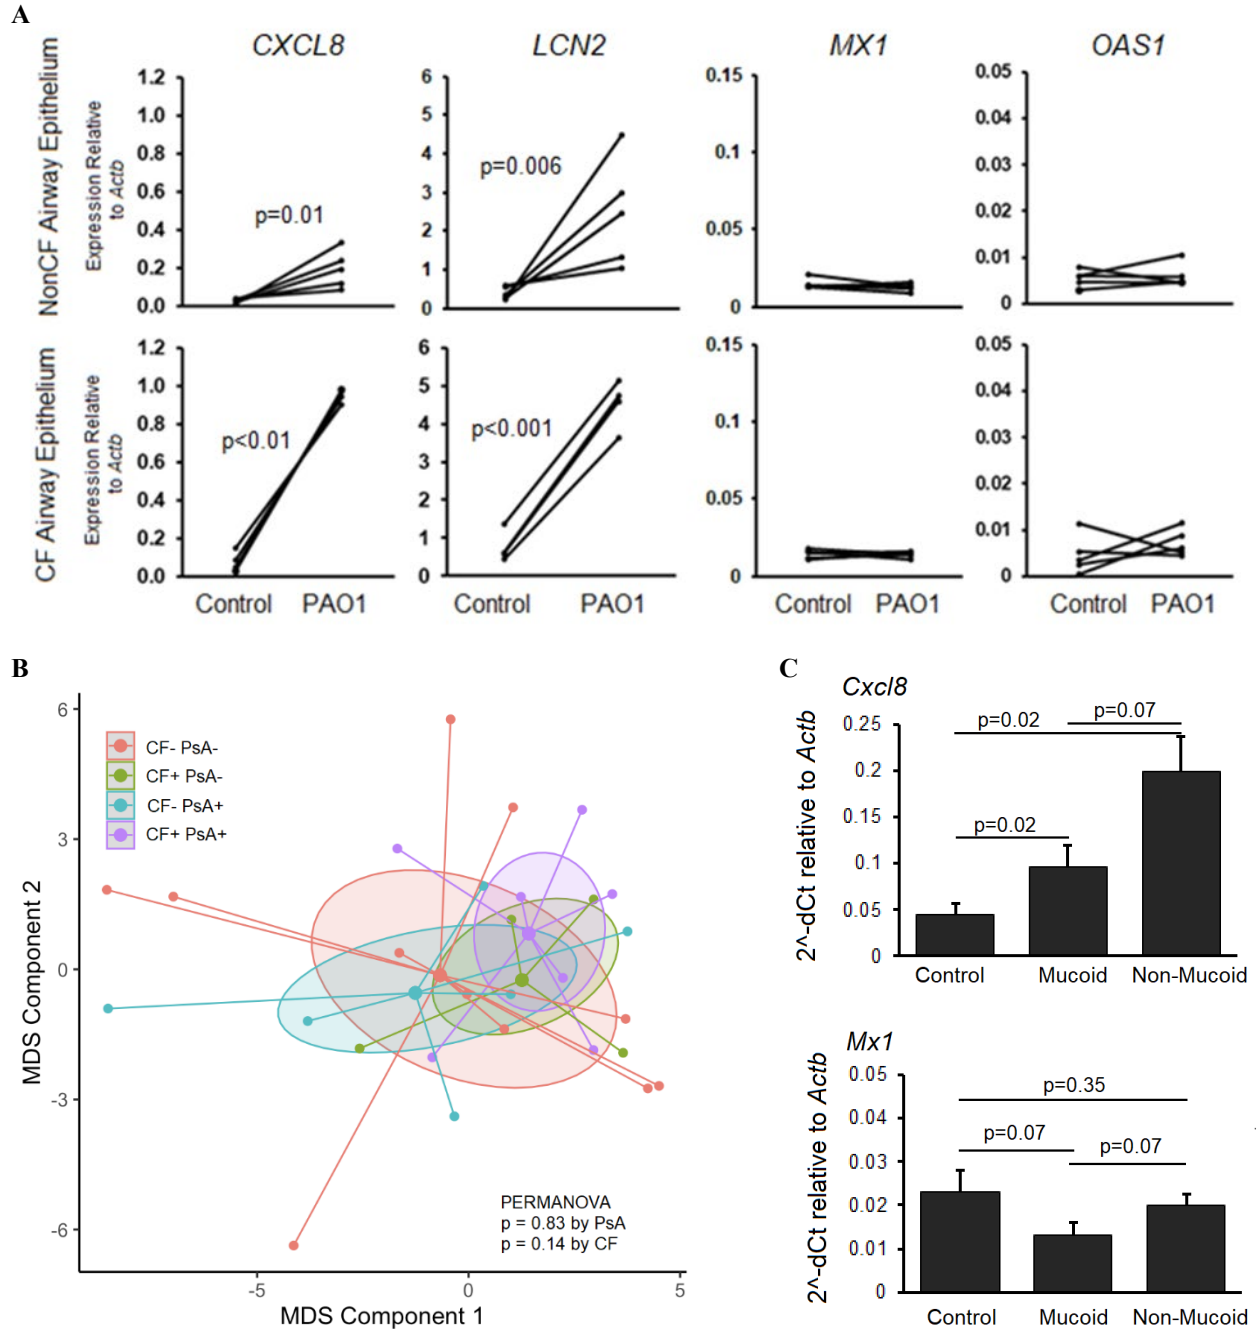 A
CXCL8 LCN2 MX1 OAS1
NonCF Airway Epithelium
Expression Relative
to Actb
1.2
1.0
0.8
0.6
0.4
0.2
0.0
p=0.01
6
5
4
3
2
1
0
p=0.006
0.15
0.1
0.05
0
0.05
0.04
0.03
0.02
0.01
0
CF Airway Epithelium
Expression Relative
to Actb
1.2
1.0
0.8
0.6
0.4
0.2
0.0
p<0.01
6
5
4
3
2
1
0
p<0.001
0.15
0.1
0.05
0
0.05
0.04
0.03
0.02
0.01
0
Control PAO1 Control PAO1 Control PAO1 Control PAO1
B
MDS Component 2
6
3
0
-3
-6
CF- PsA-
CF+ PsA-
CF- PsA+
CF+ PsA+
PERMANOVA
p = 0.83 by PsA
p = 0.14 by CF
-5 0 5
MDS Component 1
C
Cxcl8
2^-dCt relative to Actb
0.25
0.2
0.15
0.1
0.05
0
p=0.02
p=0.07
p=0.02
Control Mucoid Non-Mucoid
Mx1
2^-dCt relative to Actb
0.05
0.04
0.03
0.02
0.01
0
p=0.35
p=0.07
p=0.07
Control Mucoid Non-Mucoid